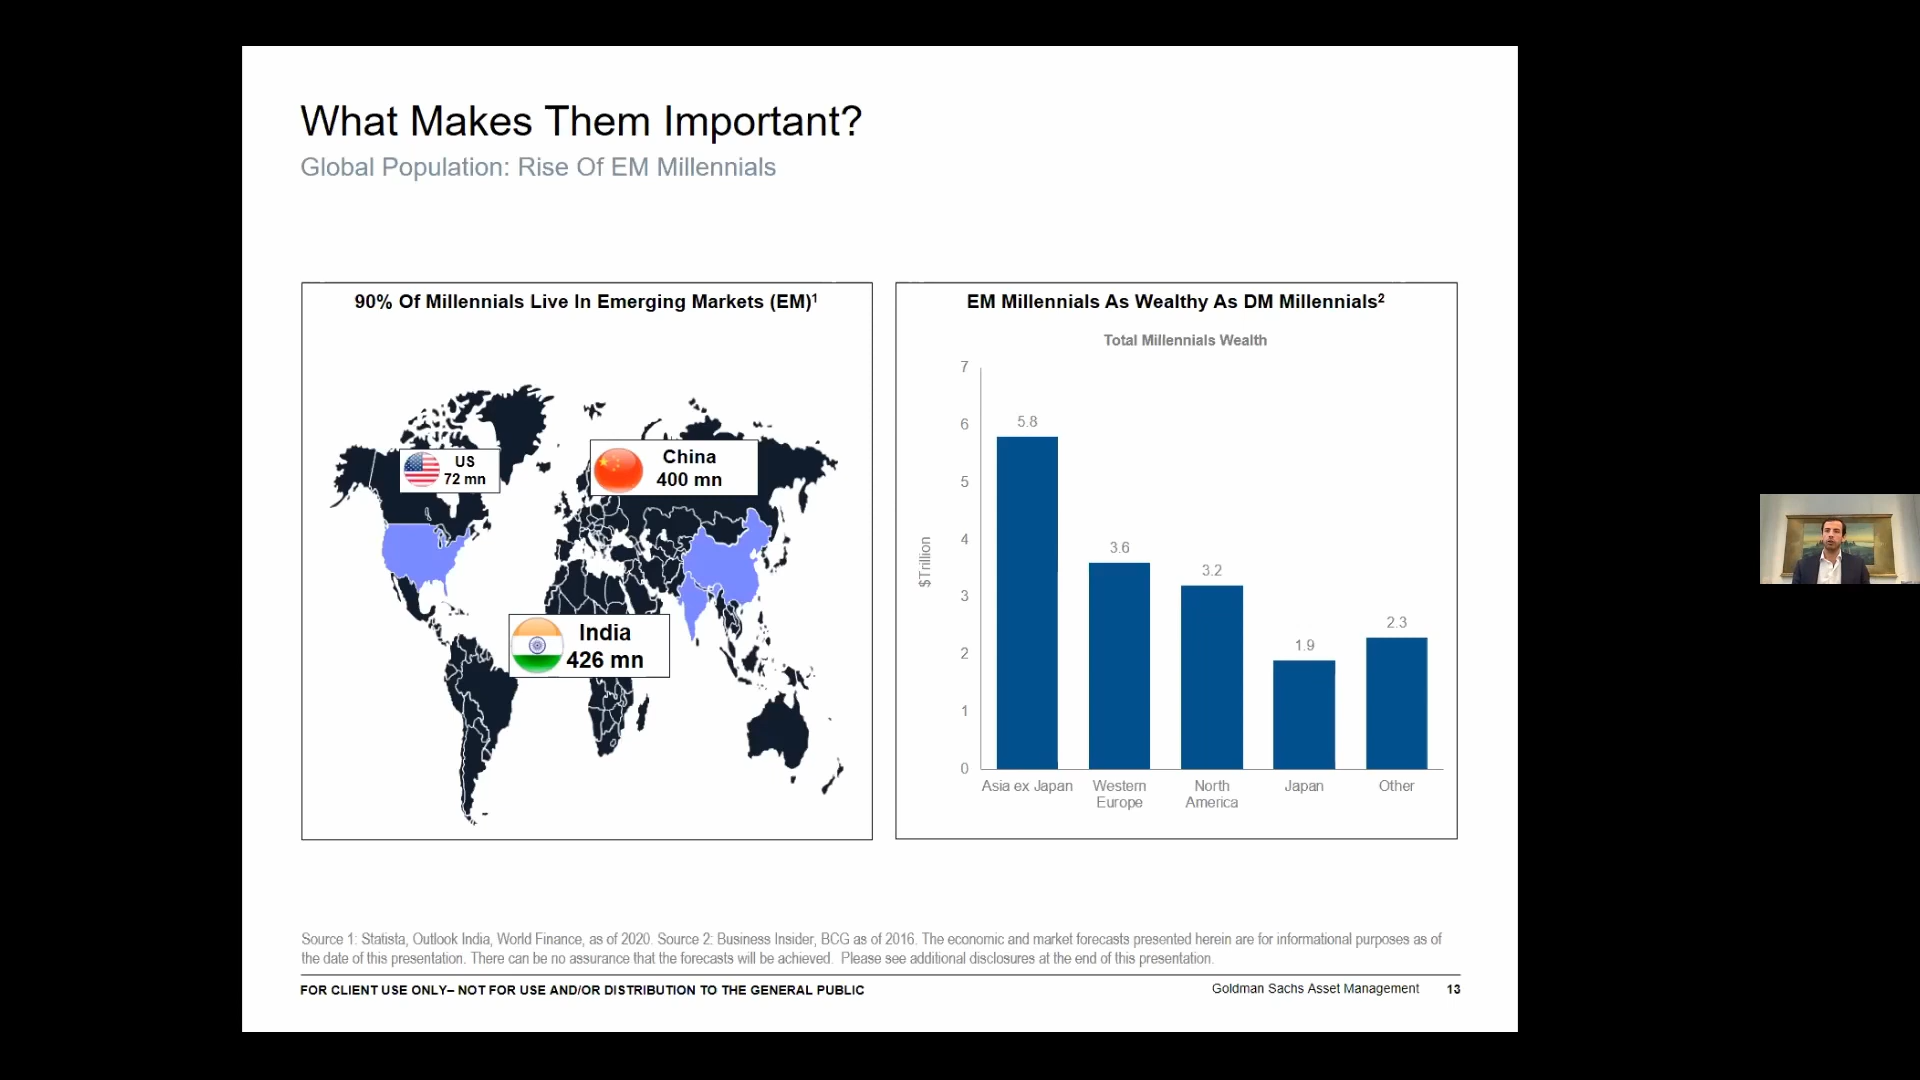 What Makes Them Important?
Global Population: Rise Of EM Millennials
90% Of Millennials Live In Emerging Markets (EM)¹
US
72 mn
China
400 mn
India
426 mn
EM Millennials As Wealthy As DM Millennials²
Total Millennials Wealth
$Trillion
7
6
5
4
3
2
1
0
5.8
3.6
3.2
1.9
2.3
Asia ex Japan
Western
Europe
North
America
Japan
Other
Source 1: Statista, Outlook India, World Finance, as of 2020. Source 2: Business Insider, BCG as of 2016. The economic and market forecasts presented herein are for informational purposes as of
the date of this presentation. There can be no assurance that the forecasts will be achieved. Please see additional disclosures at the end of this presentation.
FOR CLIENT USE ONLY– NOT FOR USE AND/OR DISTRIBUTION TO THE GENERAL PUBLIC
Goldman Sachs Asset Management 13